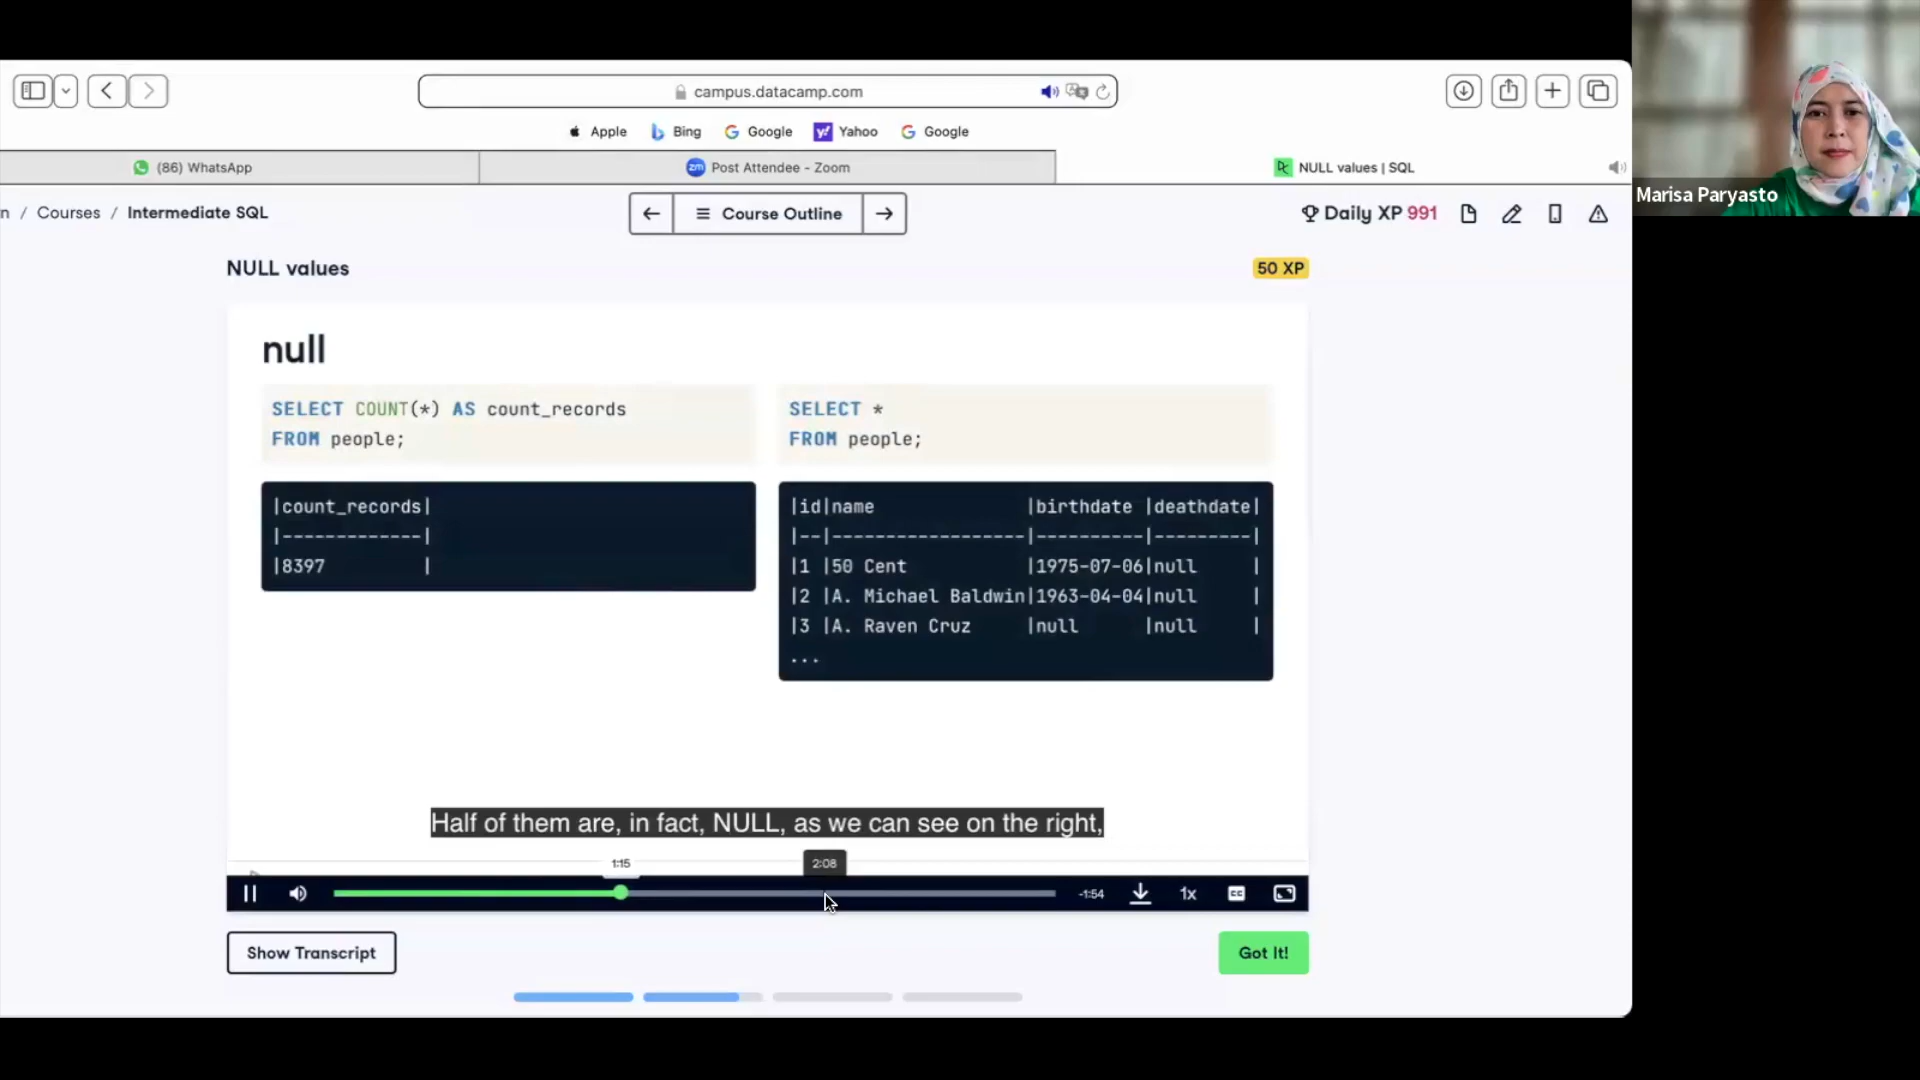 campus.datacamp.com
Apple Bing Google Yahoo Google
(86) WhatsApp Post Attendee - Zoom NULL values | SQL
Marisa Paryasto
n / Courses / Intermediate SQL Course Outline Daily XP 991
NULL values 50 XP
null
SELECT COUNT(*) AS count_records
FROM people;
SELECT *
FROM people;
|count_records|
|-------------|
|8397         |
|id|name              |birthdate |deathdate|
|--|------------------|----------|---------|
|1 |50 Cent           |1975-07-06|null     |
|2 |A. Michael Baldwin|1963-04-04|null     |
|3 |A. Raven Cruz     |null      |null     |
...
Half of them are, in fact, NULL, as we can see on the right,
1:15 2:08
-1:54 1x CC
Show Transcript Got It!